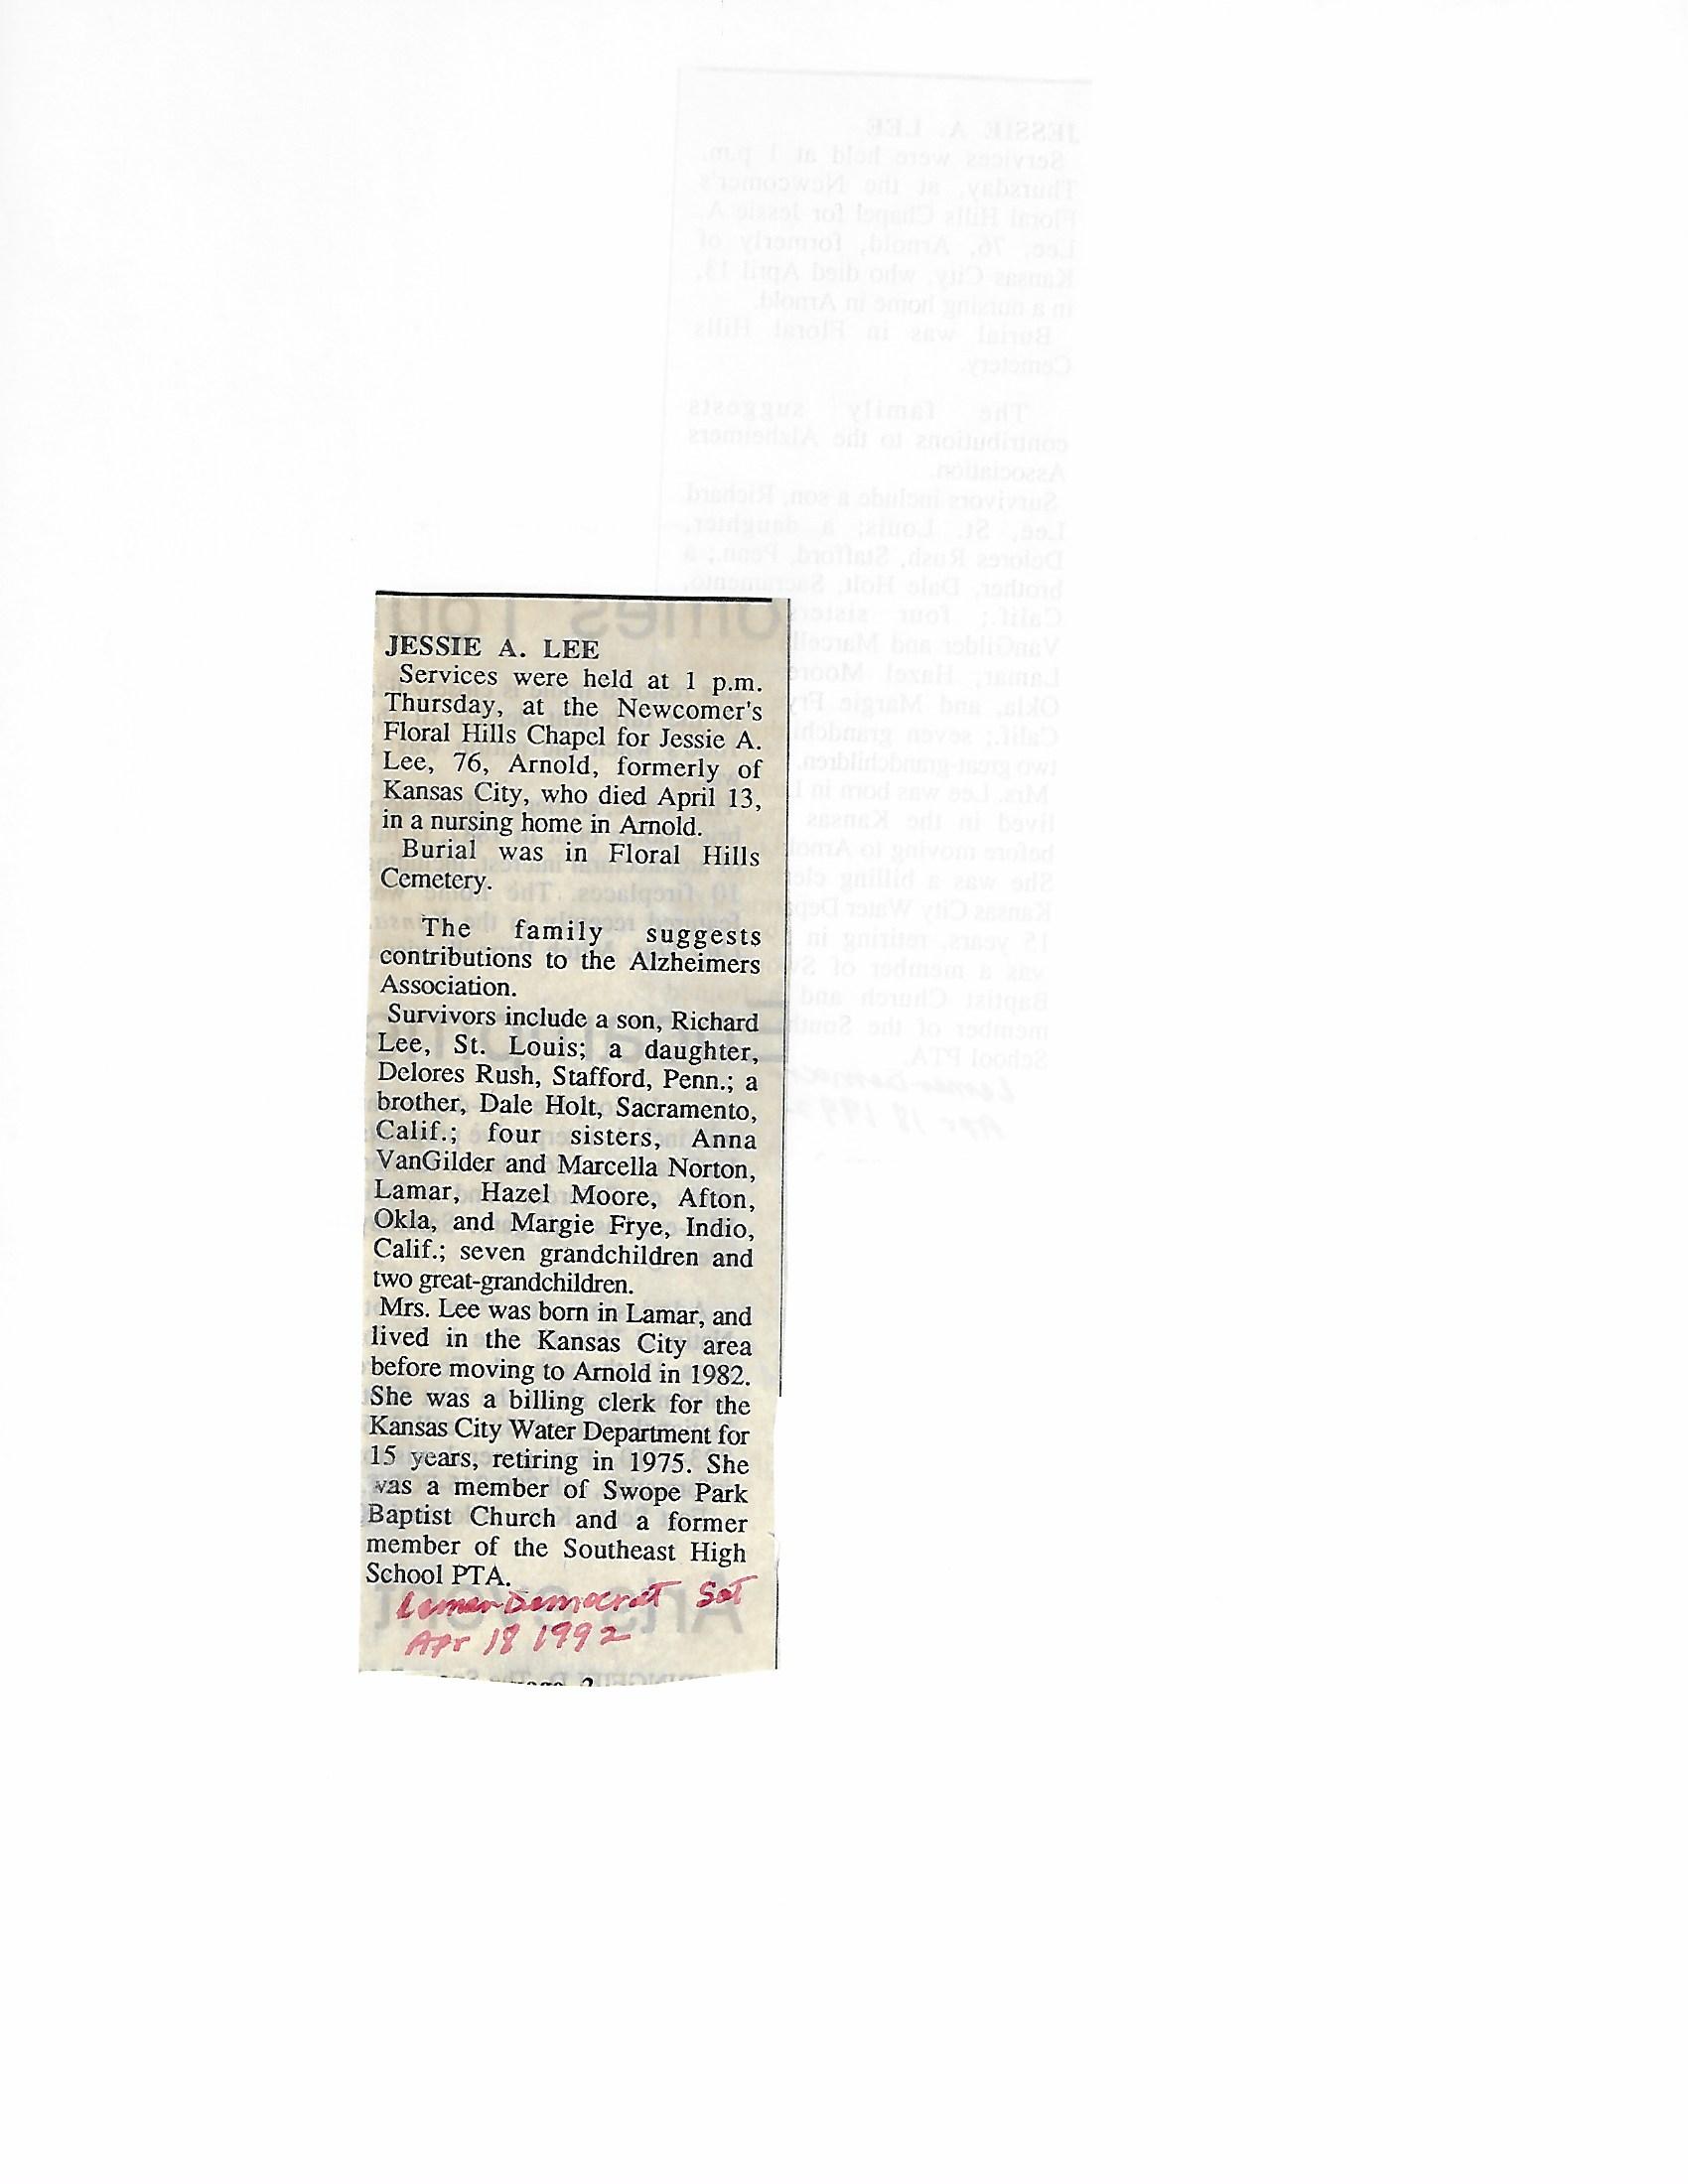 JESSIE A. LEE
Services were held at 1 p.m.
Thursday, at the Newcomer's
Floral Hills Chapel for Jessie A.
Lee, 76, Arnold, formerly of
Kansas City, who died April 13,
in a nursing home in Arnold.
Burial was in Floral Hills
Cemetery.
The family suggests
contributions to the Alzheimers
Association.
Survivors include a son, Richard
Lee, St. Louis; a daughter,
Delores Rush, Stafford, Penn.; a
brother, Dale Holt, Sacramento,
Calif.; four sisters, Anna
VanGilder and Marcella Norton,
Lamar, Hazel Moore, Afton,
Okla, and Margie Frye, Indio,
Calif.; seven grandchildren and
two great-grandchildren.
Mrs. Lee was born in Lamar, and
lived in the Kansas City area
before moving to Arnold in 1982.
She was a billing clerk for the
Kansas City Water Department for
15 years, retiring in 1975. She
was a member of Swope Park
Baptist Church and a former
member of the Southeast High
School PTA.
Lamar Democrat Sat
Apr 18 1992